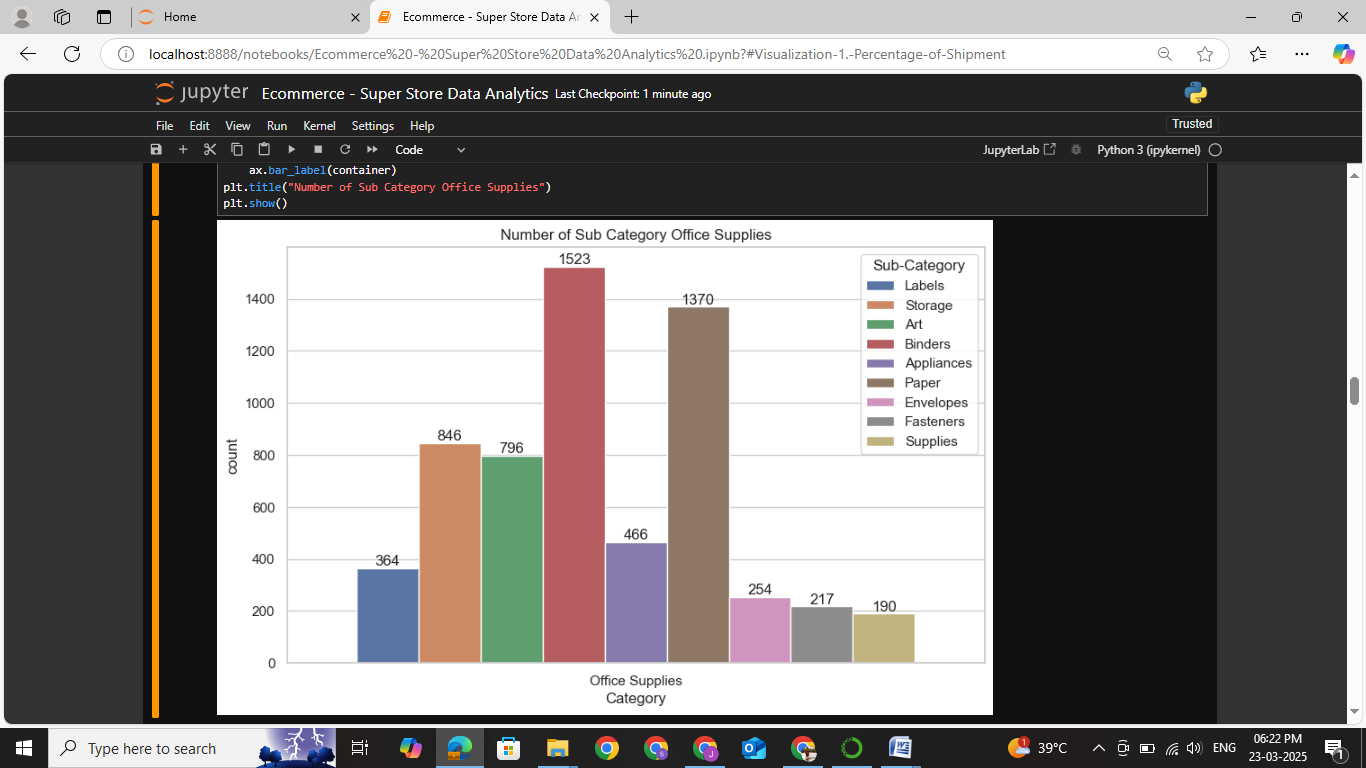 Home
Ecommerce - Super Store Data Ar
localhost:8888/notebooks/Ecommerce%20-%20Super%20Store%20Data%20Analytics%20.ipynb?#Visualization-1.-Percentage-of-Shipment
jupyter Ecommerce - Super Store Data Analytics Last Checkpoint: 1 minute ago
File Edit View Run Kernel Settings Help
Trusted
Code
JupyterLab
Python 3 (ipykernel)
ax.bar_label(container)
plt.title("Number of Sub Category Office Supplies")
plt.show()
Number of Sub Category Office Supplies
1523
1370
846
796
466
364
254
217
190
1400
1200
1000
800
600
400
200
0
count
Sub-Category
Labels
Storage
Art
Binders
Appliances
Paper
Envelopes
Fasteners
Supplies
Office Supplies
Category
Type here to search
39°C
ENG
06:22 PM
23-03-2025